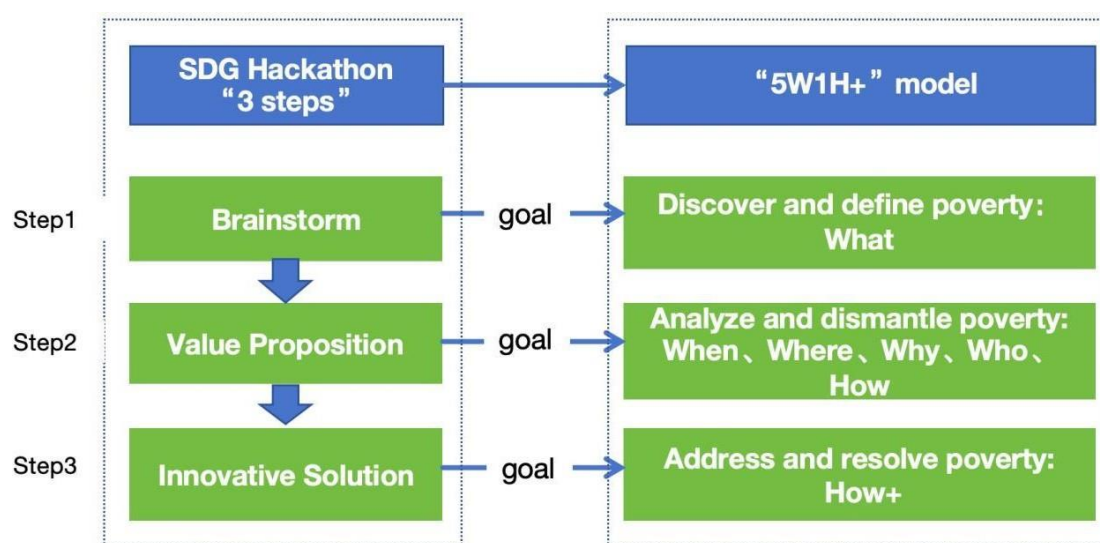 SDG Hackathon
“3 steps”
“5W1H+” model
Step1
Brainstorm
goal
Discover and define poverty：
What
Step2
Value Proposition
goal
Analyze and dismantle poverty:
When、Where、Why、Who、
How
Step3
Innovative Solution
goal
Address and resolve poverty:
How+